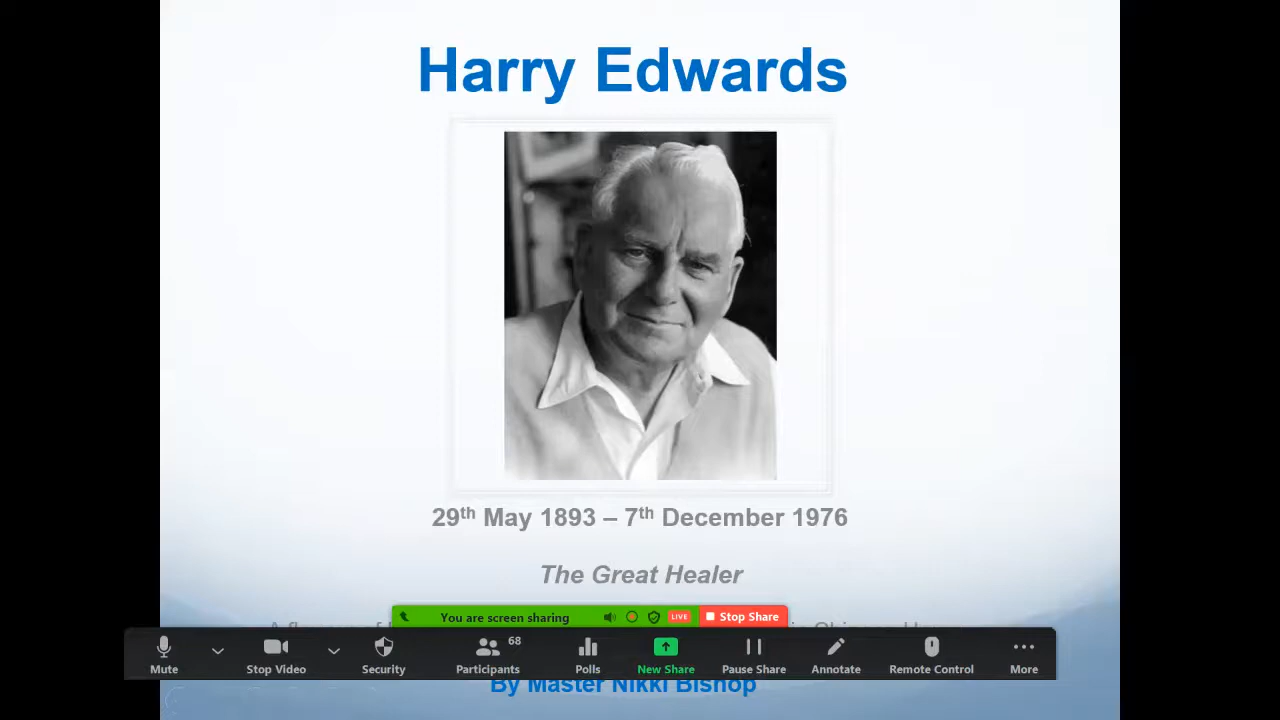 Harry Edwards
29th May 1893 – 7th December 1976
The Great Healer
You are screen sharing LIVE Stop Share
68
Mute Stop Video Security Participants Polls New Share Pause Share Annotate Remote Control More
By Master Nikki Bishop